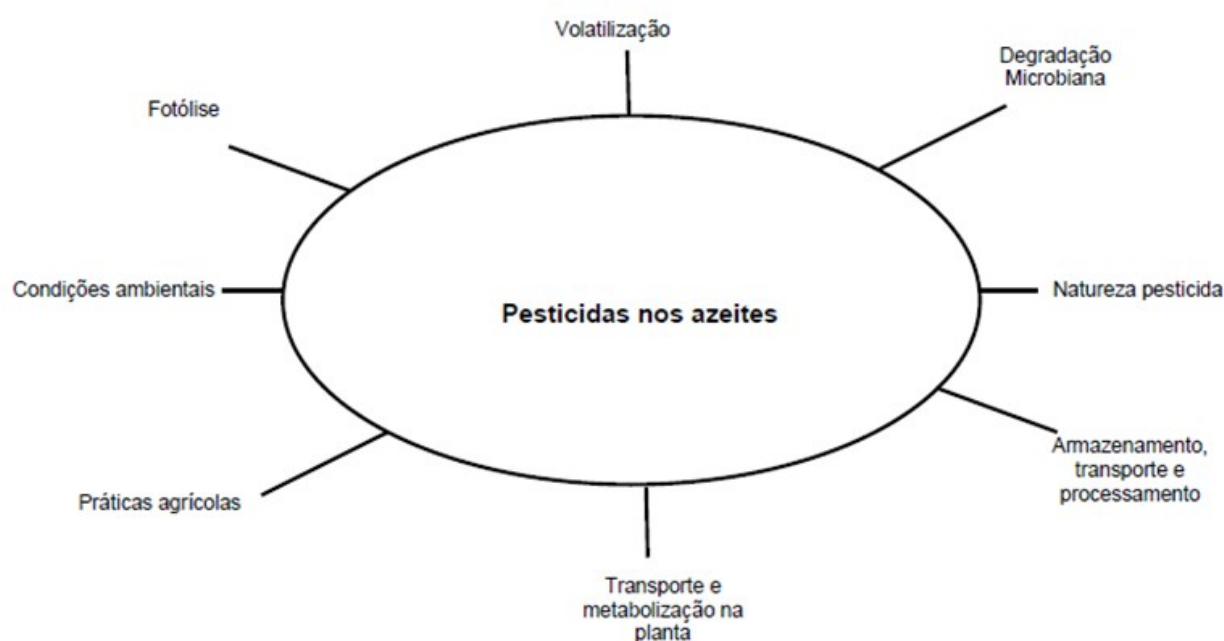 Volatilização
Degradação
Microbiana
Fotólise
Condições ambientais
Natureza pesticida
Pesticidas nos azeites
Armazenamento,
transporte e
processamento
Práticas agrícolas
Transporte e
metabolização na
planta